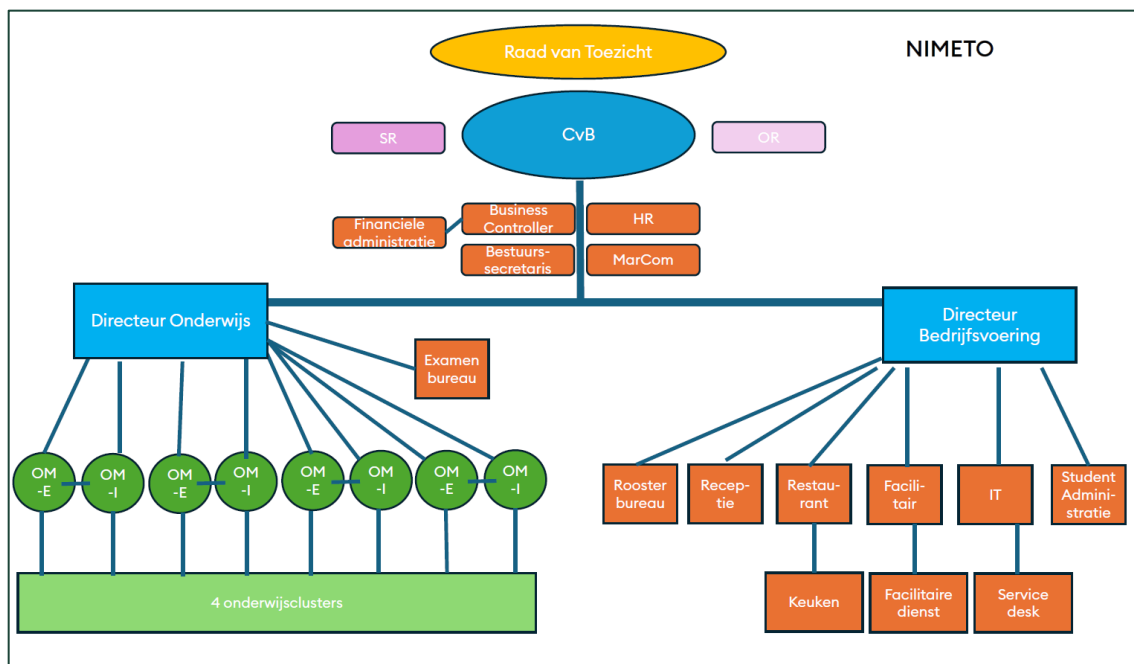 Raad van Toezicht
NIMETO
CvB
SR
OR
Business
Controller
HR
Financiele
administratie
Bestuurs-
secretaris
MarCom
Directeur Onderwijs
Directeur
Bedrijfsvoering
Examen
bureau
OM
-E
OM
-I
OM
-E
OM
-I
OM
-E
OM
-I
OM
-E
OM
-I
Rooster
bureau
Recep-
tie
Restau-
rant
Facili-
tair
IT
Student
Admini-
stratie
4 onderwijsclusters
Keuken
Facilitaire
dienst
Service
desk